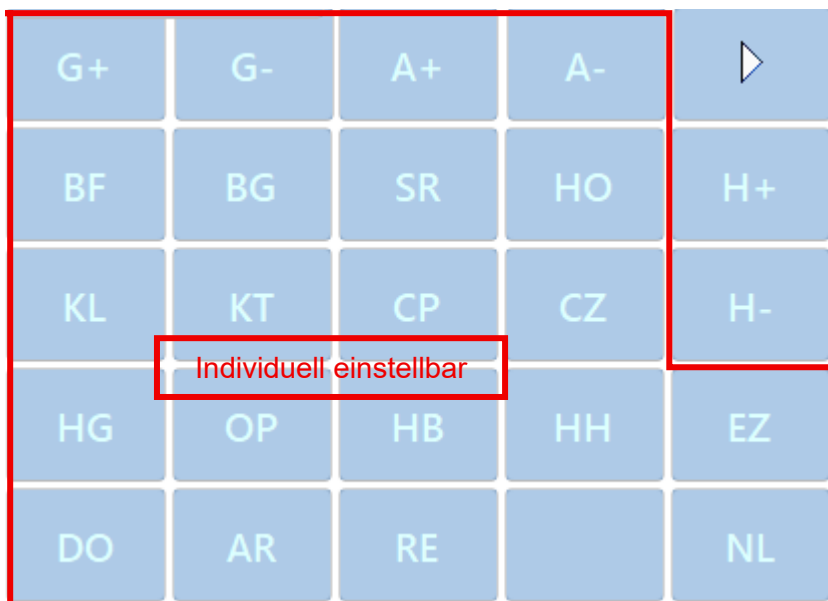 G+ G- A+ A-
BF BG SR HO H+
KL KT CP CZ H-
Individuell einstellbar
HG OP HB HH EZ
DO AR RE NL